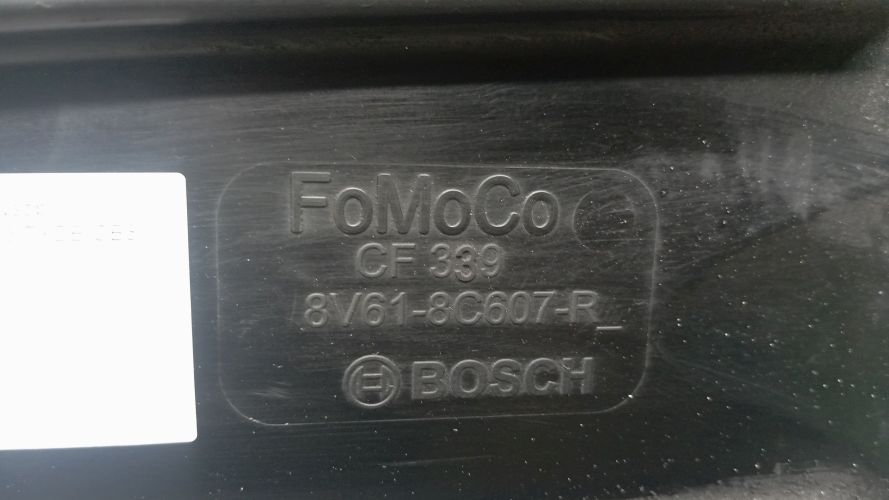 FoMoCo
CF 339
8V61-8C607-R_
BOSCH